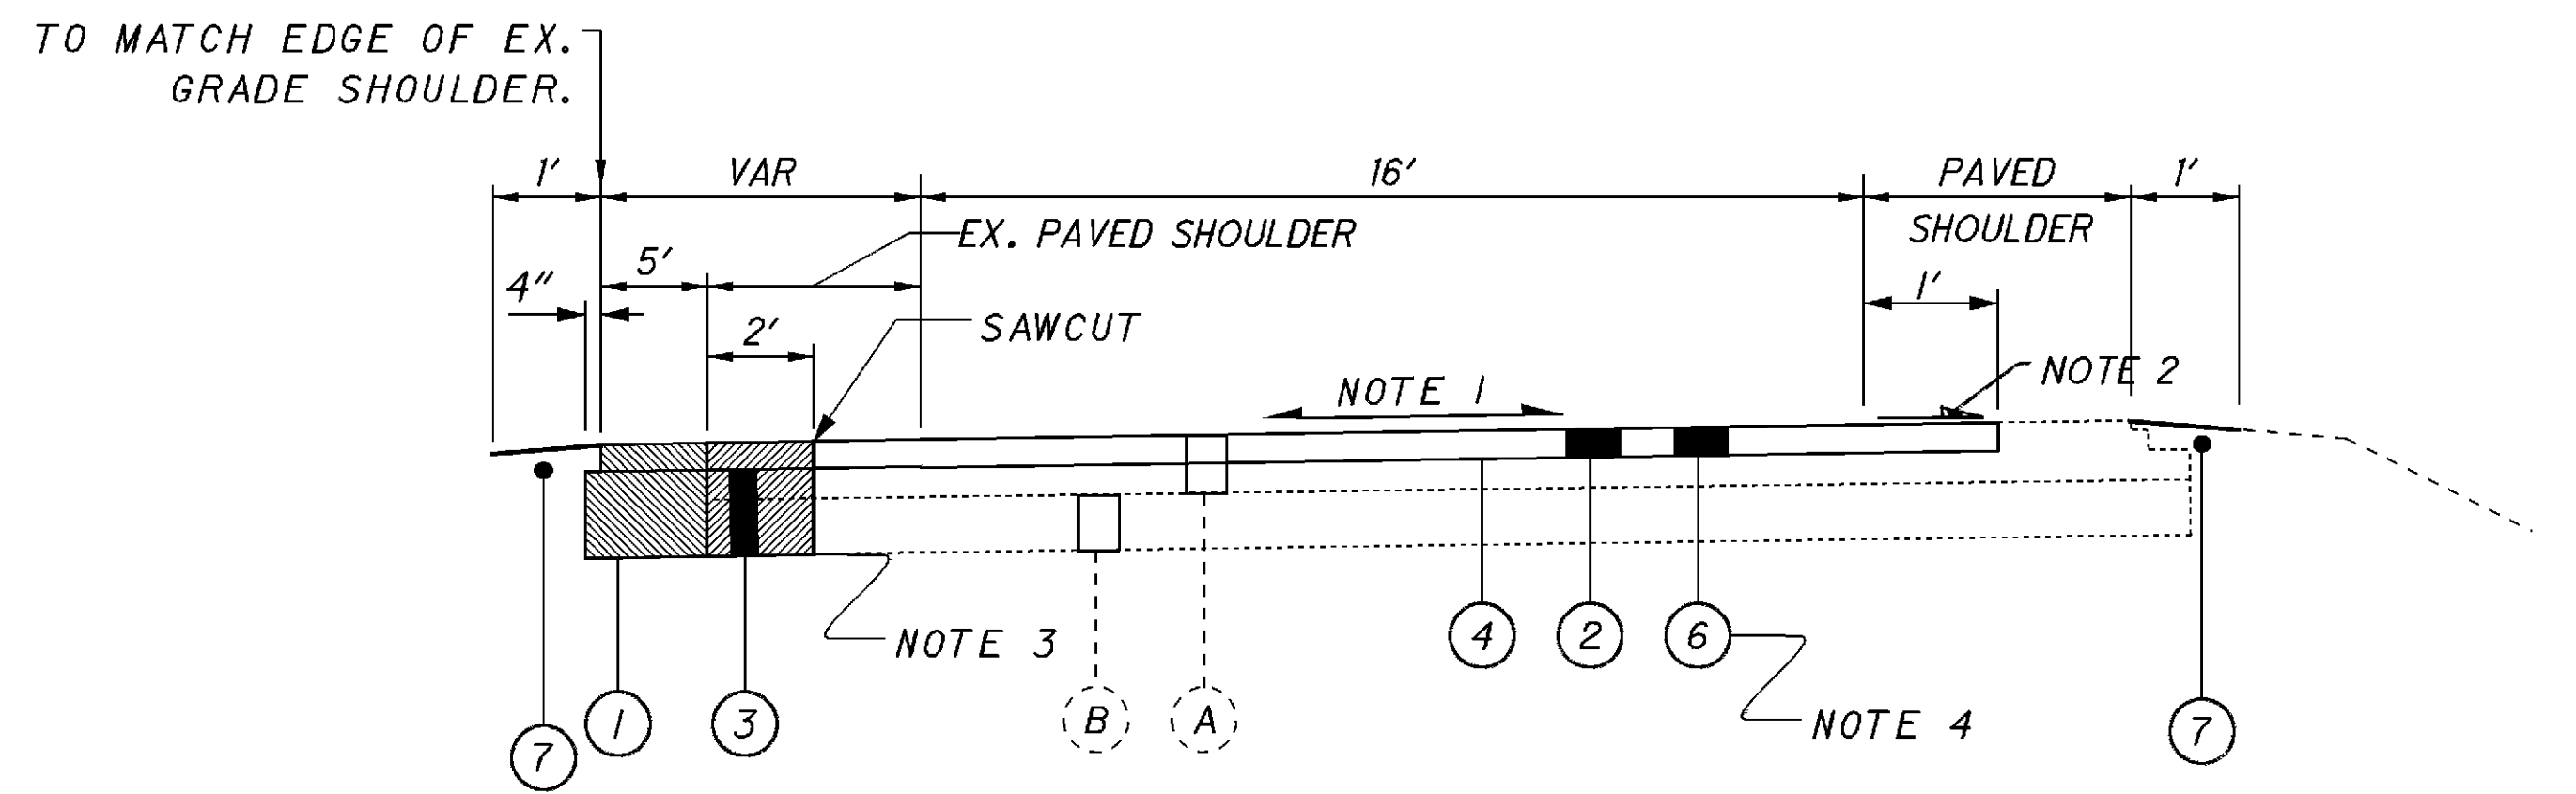 TO MATCH EDGE OF EX.
GRADE SHOULDER.
1'
VAR
16'
PAVED
SHOULDER
1'
EX. PAVED SHOULDER
5'
4"
1'
2'
SAWCUT
NOTE 1
NOTE 2
NOTE 3
4
2
6
NOTE 4
7
1
3
B
A
7